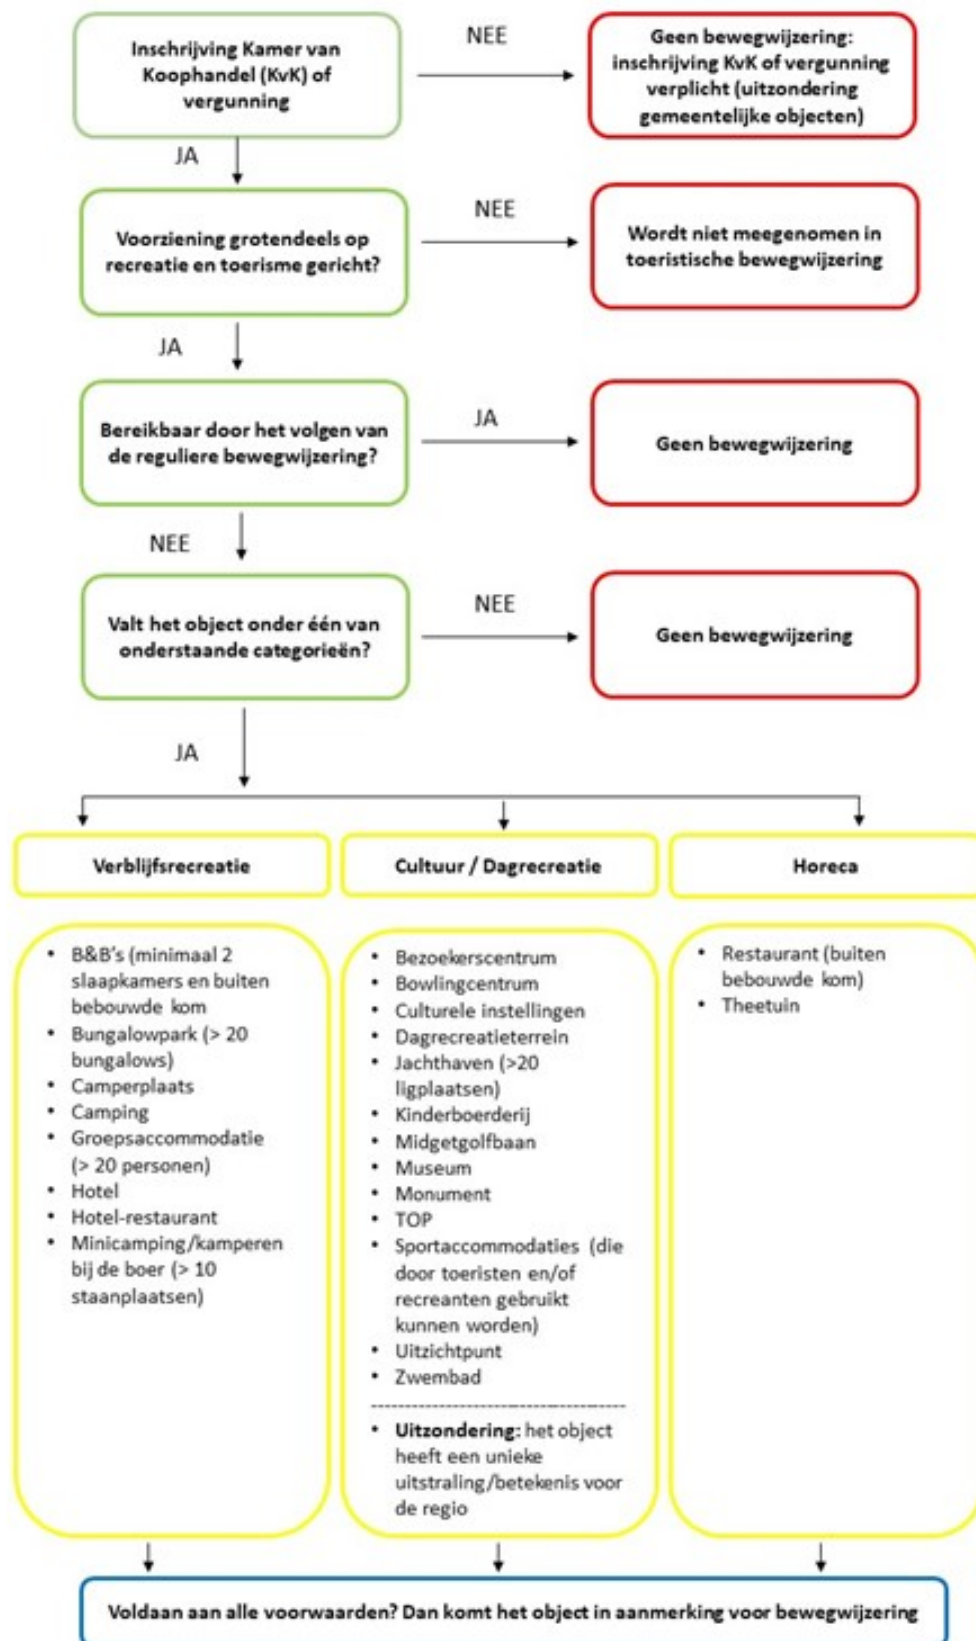 Inschrijving Kamer van
Koophandel (KvK) of
vergunning
NEE
Geen bewegwijzering:
inschrijving KvK of vergunning
verplicht (uitzondering
gemeentelijke objecten)
JA
Voorziening grotendeels op
recreatie en toerisme gericht?
NEE
Wordt niet meegenomen in
toeristische bewegwijzering
JA
Bereikbaar door het volgen van
de reguliere bewegwijzering?
JA
Geen bewegwijzering
NEE
Valt het object onder één van
onderstaande categorieën?
NEE
Geen bewegwijzering
JA
Verblijfsrecreatie
• B&B's (minimaal 2
slaapkamers en buiten
bebouwde kom
• Bungalowpark (> 20
bungalows)
• Camperplaats
• Camping
• Groepsaccommodatie
(> 20 personen)
• Hotel
• Hotel-restaurant
• Minicamping/kamperen
bij de boer (> 10
staanplaatsen)
Cultuur / Dagrecreatie
• Bezoekerscentrum
• Bowlingcentrum
• Culturele instellingen
• Dagrecreatieterrein
• Jachthaven (>20
ligplaatsen)
• Kinderboerderij
• Midgetgolfbaan
• Museum
• Monument
• TOP
• Sportaccommodaties (die
door toeristen en/of
recreanten gebruikt
kunnen worden)
• Uitzichtpunt
• Zwembad
• Uitzondering: het object
heeft een unieke
uitstraling/betekenis voor
de regio
Horeca
• Restaurant (buiten
bebouwde kom)
• Theetuin
Voldaan aan alle voorwaarden? Dan komt het object in aanmerking voor bewegwijzering